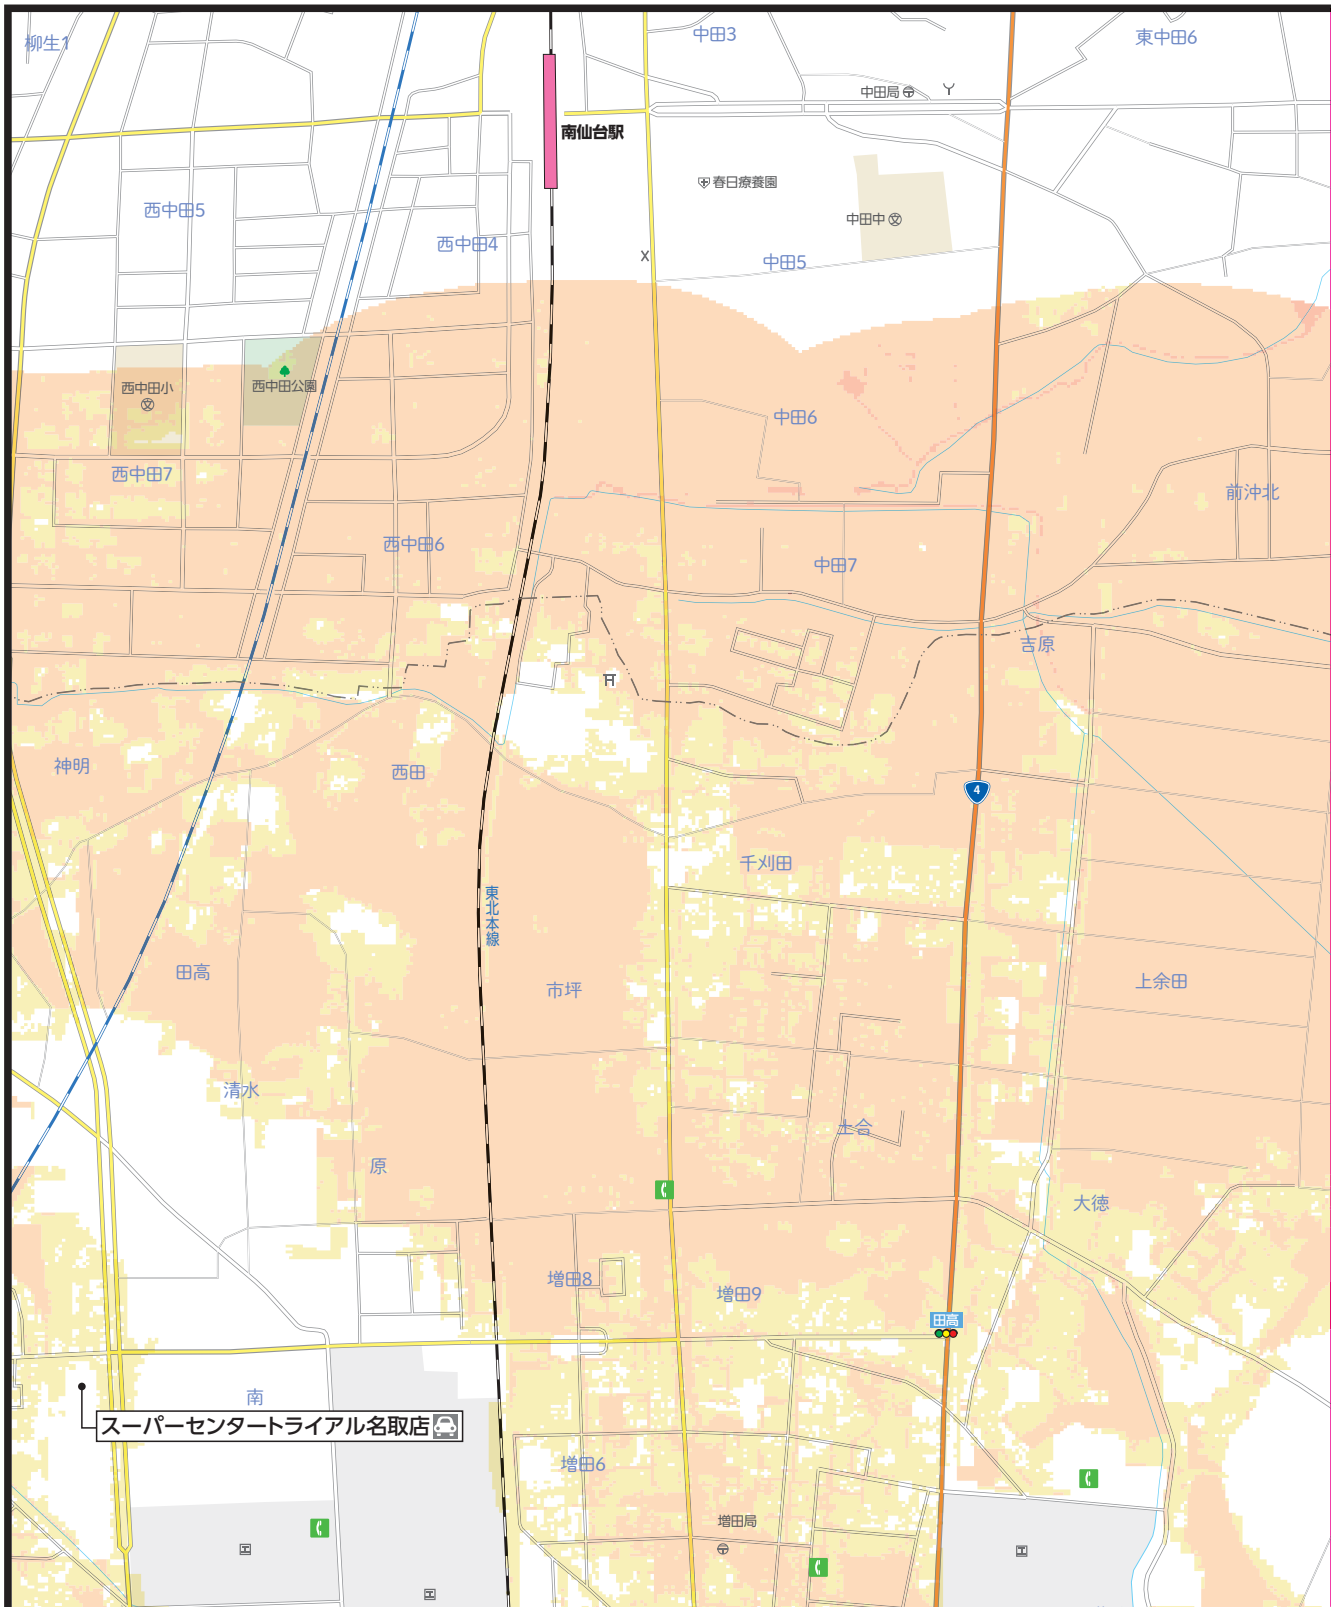 柳生1
中田3
東中田6
中田局
南仙台駅
春日療養園
西中田5
中田中
西中田4
中田5
西中田小
西中田公園
中田6
西中田7
前沖北
西中田6
中田7
吉原
神明
西田
4
千刈田
東北本線
田高
上余田
市坪
清水
土合
原
大徳
増田8
増田9
田高
南
スーパーセンタートライアル名取店
増田6
増田局